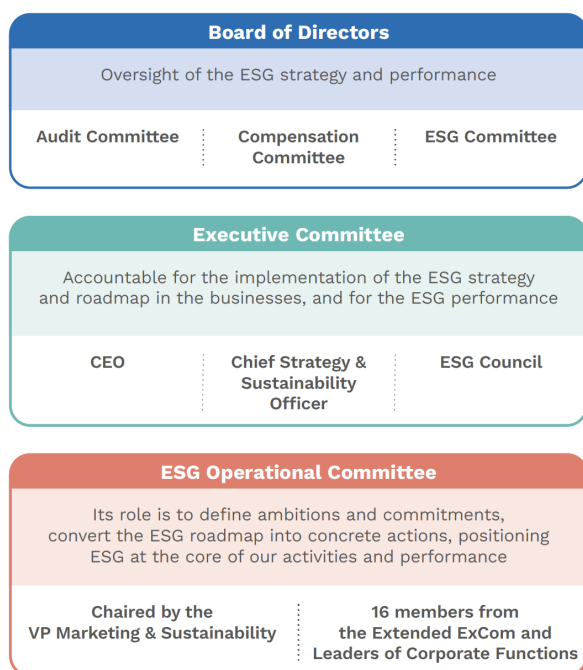 Board of Directors
Oversight of the ESG strategy and performance
Audit Committee
Compensation
Committee
ESG Committee
Executive Committee
Accountable for the implementation of the ESG strategy
and roadmap in the businesses, and for the ESG performance
CEO
Chief Strategy &
Sustainability
Officer
ESG Council
ESG Operational Committee
Its role is to define ambitions and commitments,
convert the ESG roadmap into concrete actions, positioning
ESG at the core of our activities and performance
Chaired by the
VP Marketing & Sustainability
16 members from
the Extended ExCom and
Leaders of Corporate Functions